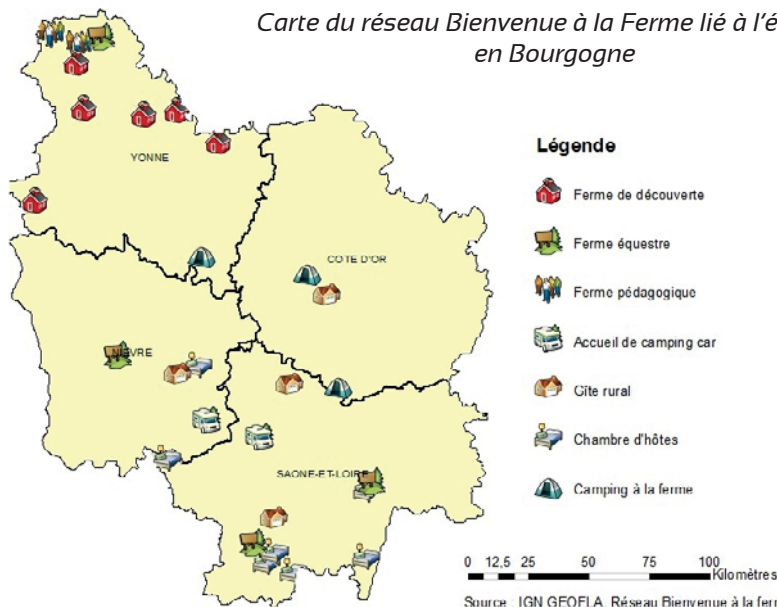 Carte du réseau Bienvenue à la Ferme lié à l'é
en Bourgogne
YONNE
COTE D'OR
NIEVRE
SAONE-ET-LOIRE
Légende
Ferme de découverte
Ferme équestre
Ferme pédagogique
Accueil de camping car
Gîte rural
Chambre d'hôtes
Camping à la ferme
0 12,5 25 50 75 100
Kilomètres
Source : IGN GEOFLA, Réseau Bienvenue à la ferm